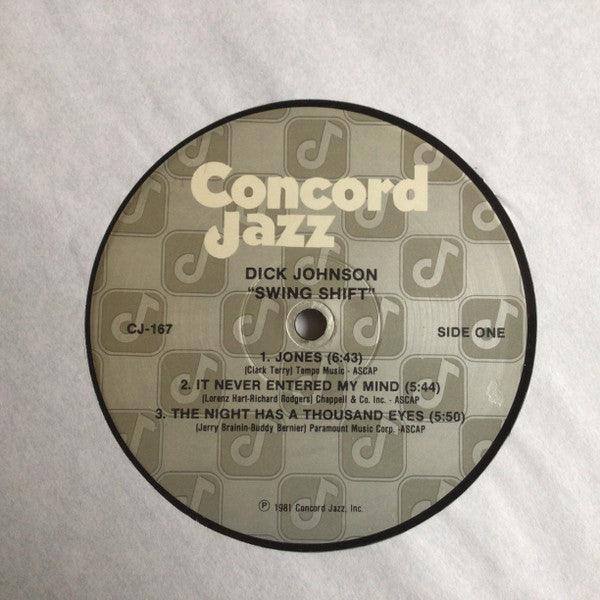 Concord
Jazz
DICK JOHNSON
"SWING SHIFT"
CJ-167
SIDE ONE
1. JONES (6:43)
(Clark Terry) Tempo Music - ASCAP
2. IT NEVER ENTERED MY MIND (5:44)
(Lorenz Hart-Richard Rodgers) Chappell & Co. Inc. - ASCAP
3. THE NIGHT HAS A THOUSAND EYES (5:50)
(Jerry Brainin-Buddy Bernier) Paramount Music Corp. -ASCAP
℗ 1981 Concord Jazz, Inc.